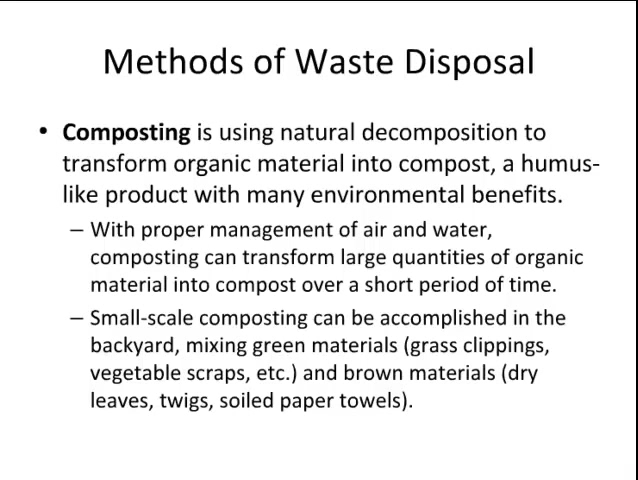 Methods of Waste Disposal
• Composting is using natural decomposition to
transform organic material into compost, a humus-
like product with many environmental benefits.
– With proper management of air and water,
composting can transform large quantities of organic
material into compost over a short period of time.
– Small-scale composting can be accomplished in the
backyard, mixing green materials (grass clippings,
vegetable scraps, etc.) and brown materials (dry
leaves, twigs, soiled paper towels).